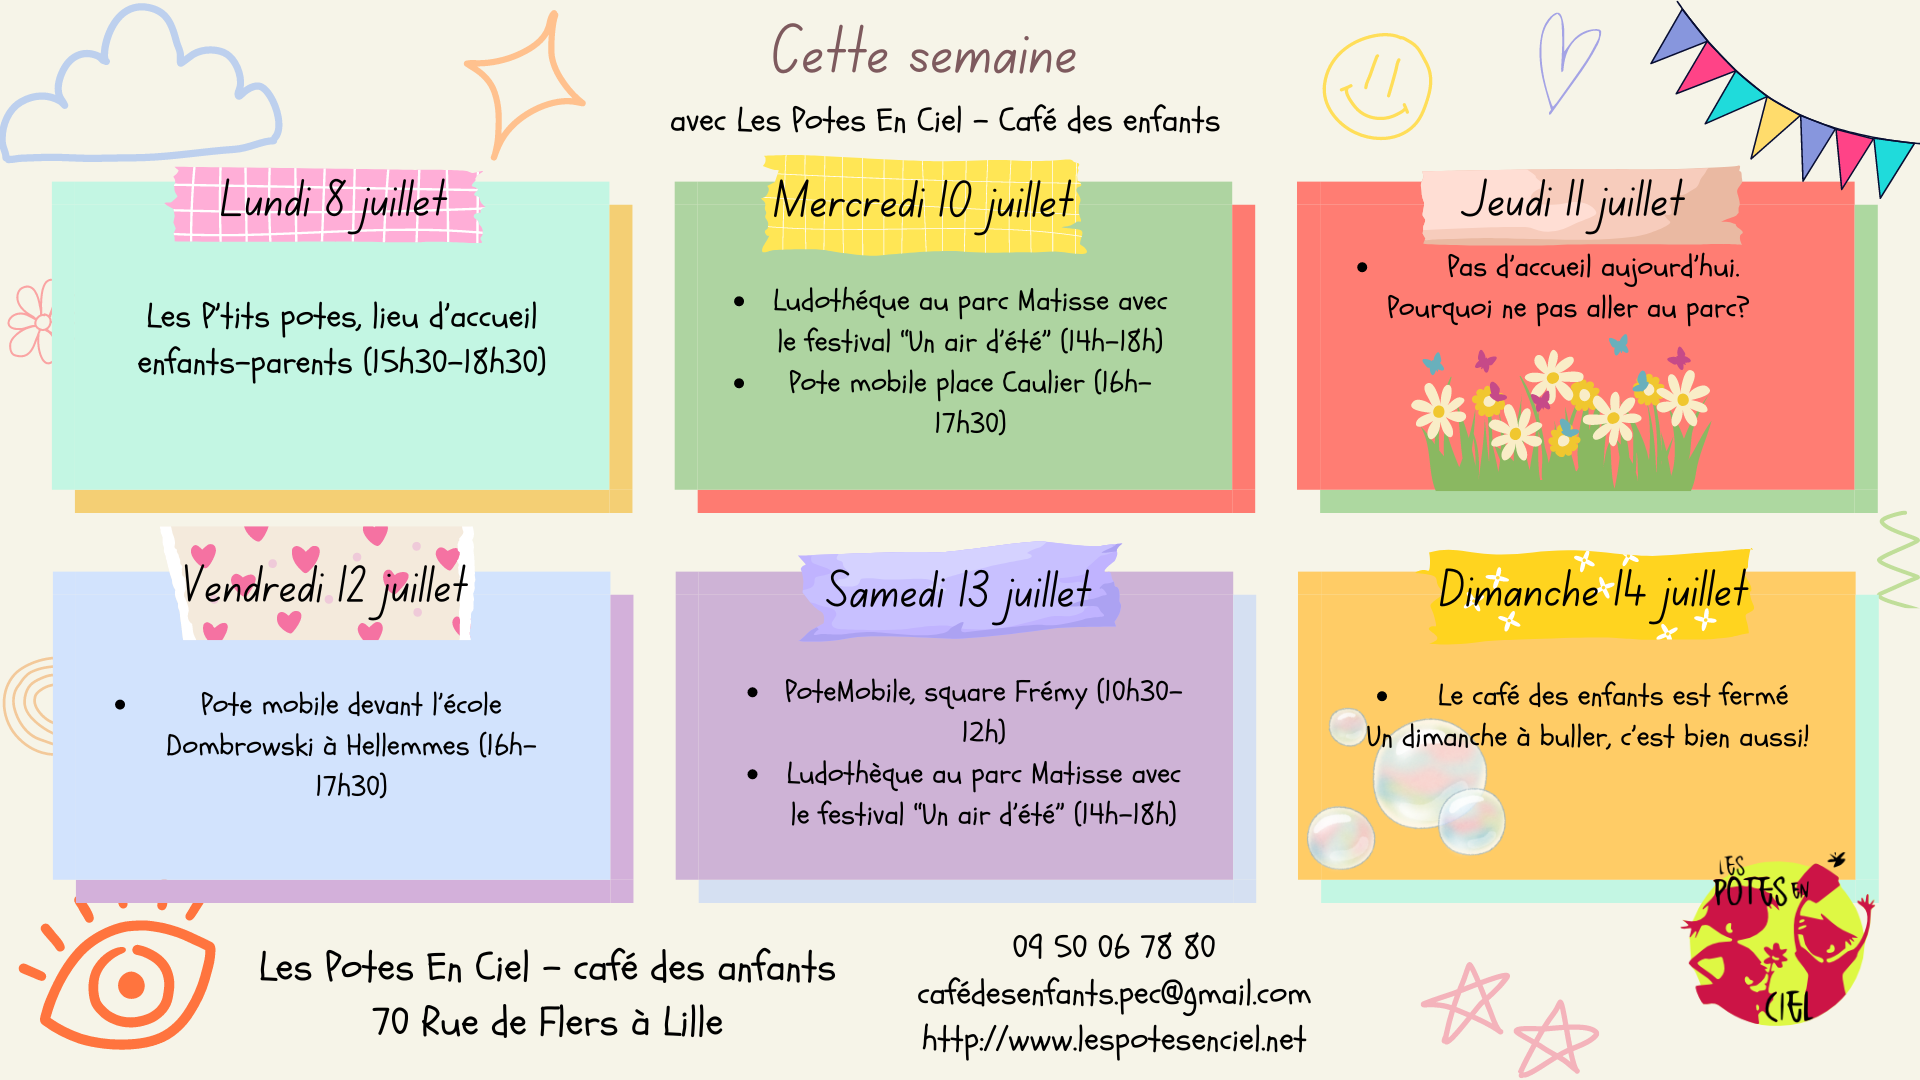 Cette semaine
avec Les Potes En Ciel - Café des enfants
Lundi 8 juillet
Les P'tits potes, lieu d'accueil
enfants-parents (15h30-18h30)
Mercredi 10 juillet
• Ludothéque au parc Matisse avec
le festival “Un air d'été” (14h-18h)
• Pote mobile place Caulier (16h-
17h30)
Jeudi 11 juillet
• Pas d'accueil aujourd'hui.
Pourquoi ne pas aller au parc?
Vendredi 12 juillet
• Pote mobile devant l'école
Dombrowski à Hellemmes (16h-
17h30)
Samedi 13 juillet
• PoteMobile, square Frémy (10h30-
12h)
• Ludothèque au parc Matisse avec
le festival “Un air d'été” (14h-18h)
Dimanche 14 juillet
• Le café des enfants est fermé
Un dimanche à buller, c'est bien aussi!
Les Potes En Ciel - café des anfants
70 Rue de Flers à Lille
09 50 06 78 80
cafédesenfants.pec@gmail.com
http://www.lespotesenciel.net
LES
POTES EN
CIEL